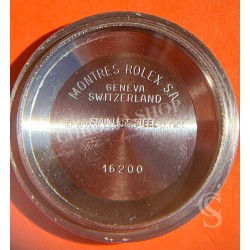 MONTRES ROLEX S.A.
GENEVA
SWITZERLAND
STAINLESS STEEL
16200
S